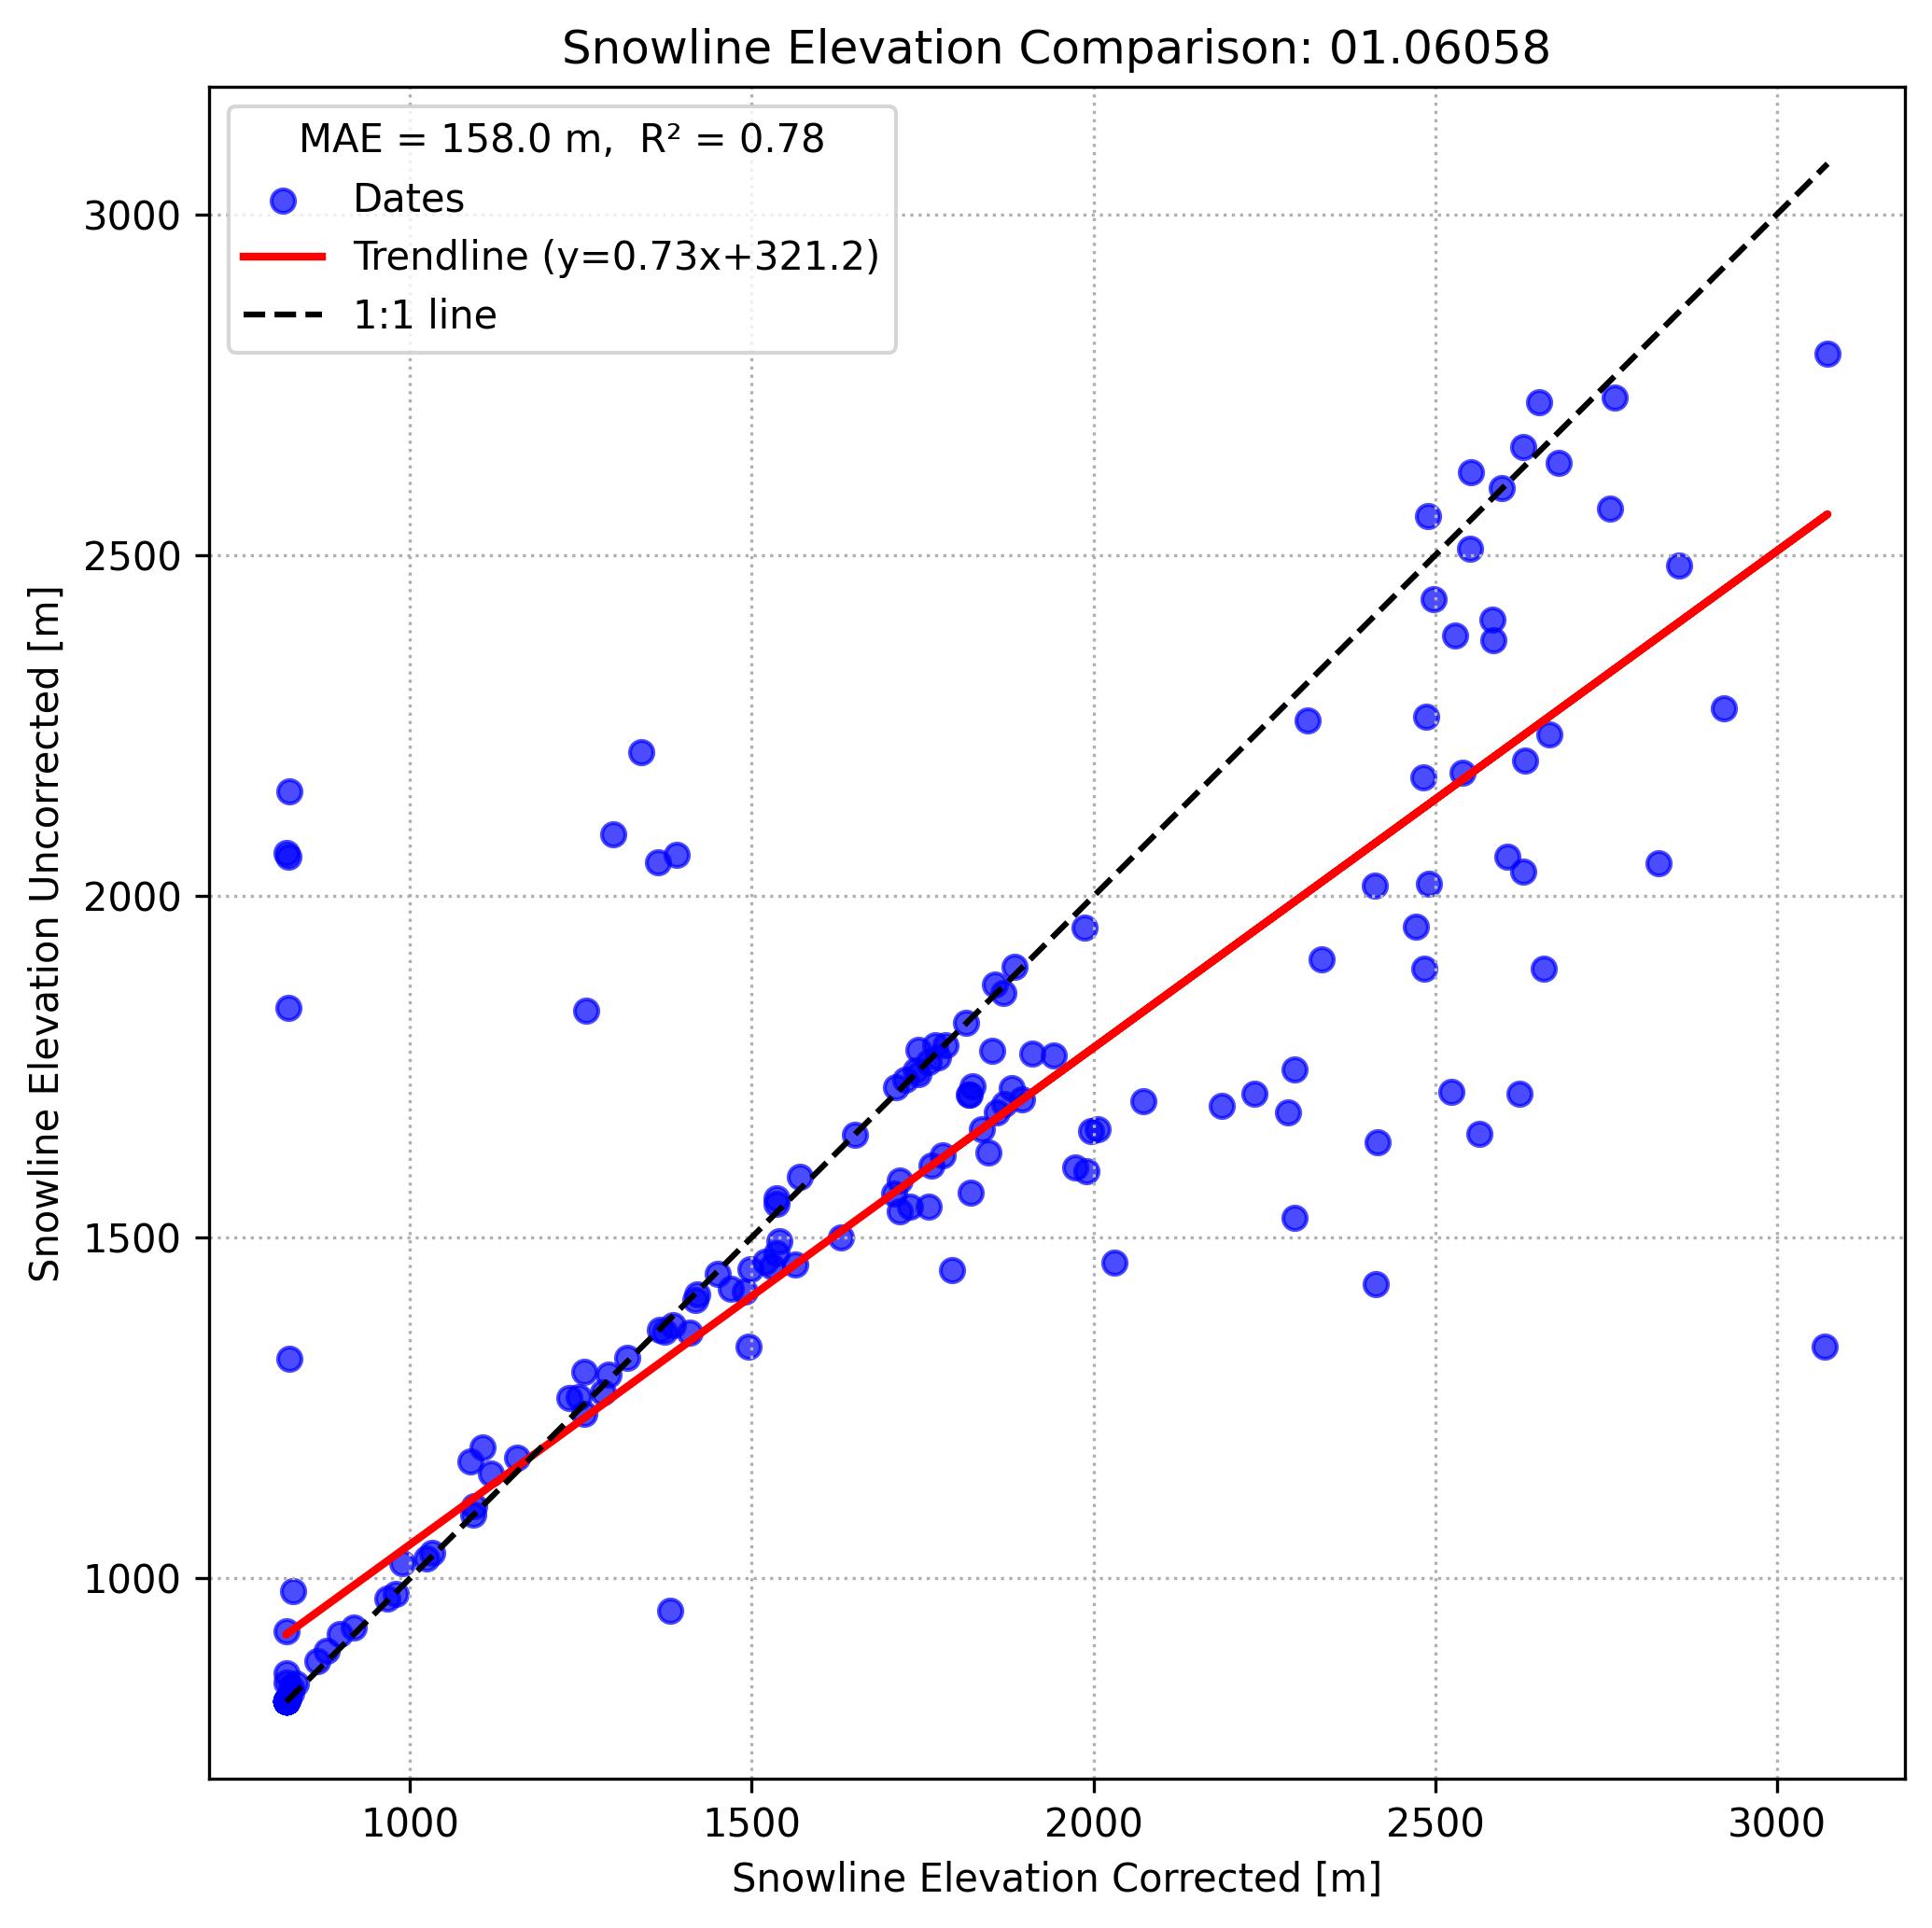 Snowline Elevation Comparison: 01.06058
MAE = 158.0 m,  R² = 0.78
Dates
Trendline (y=0.73x+321.2)
1:1 line
Snowline Elevation Uncorrected [m]
3000
2500
2000
1500
1000
1000 1500 2000 2500 3000
Snowline Elevation Corrected [m]